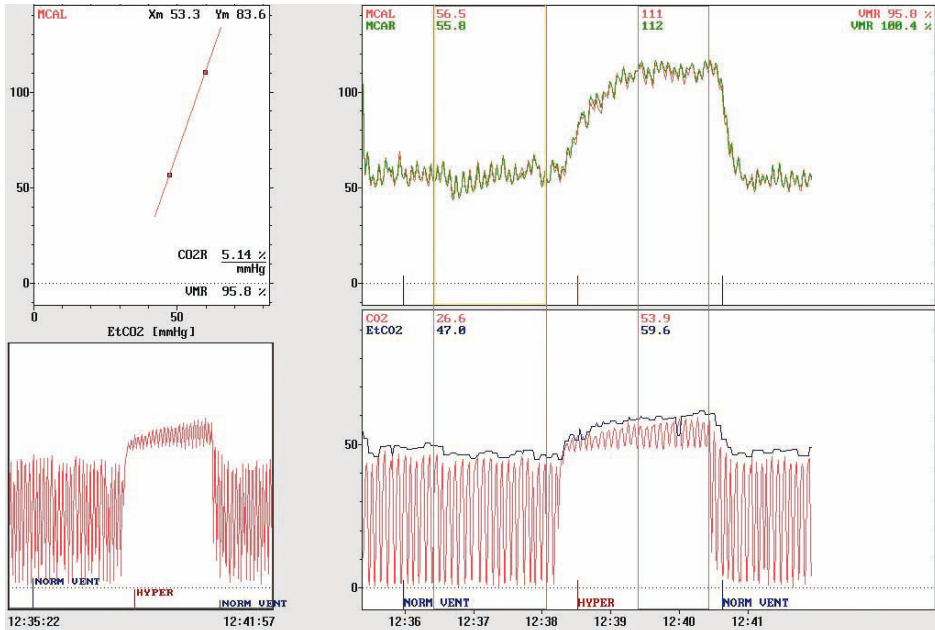 MCAL Xm 53.3 Ym 83.6
100
50
CO2R 5.14 %
mmHg
0
VMR 95.8 %
0 50
EtCO2 [mmHg]
MCAL 56.5 111 VMR 95.8 %
MCAR 55.8 112 VMR 100.4 %
100
50
0
CO2 26.6 53.9
EtCO2 47.0 59.6
50
0
NORM VENT HYPER NORM VENT
12:36 12:37 12:38 12:39 12:40 12:41
NORM VENT
HYPER
NORM VENT
12:35:22 12:41:57